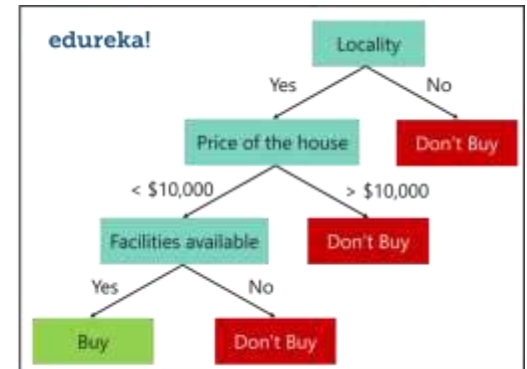 edureka!
Locality
Yes
No
Price of the house
Don't Buy
< $10,000
> $10,000
Facilities available
Don't Buy
Yes
No
Buy
Don't Buy